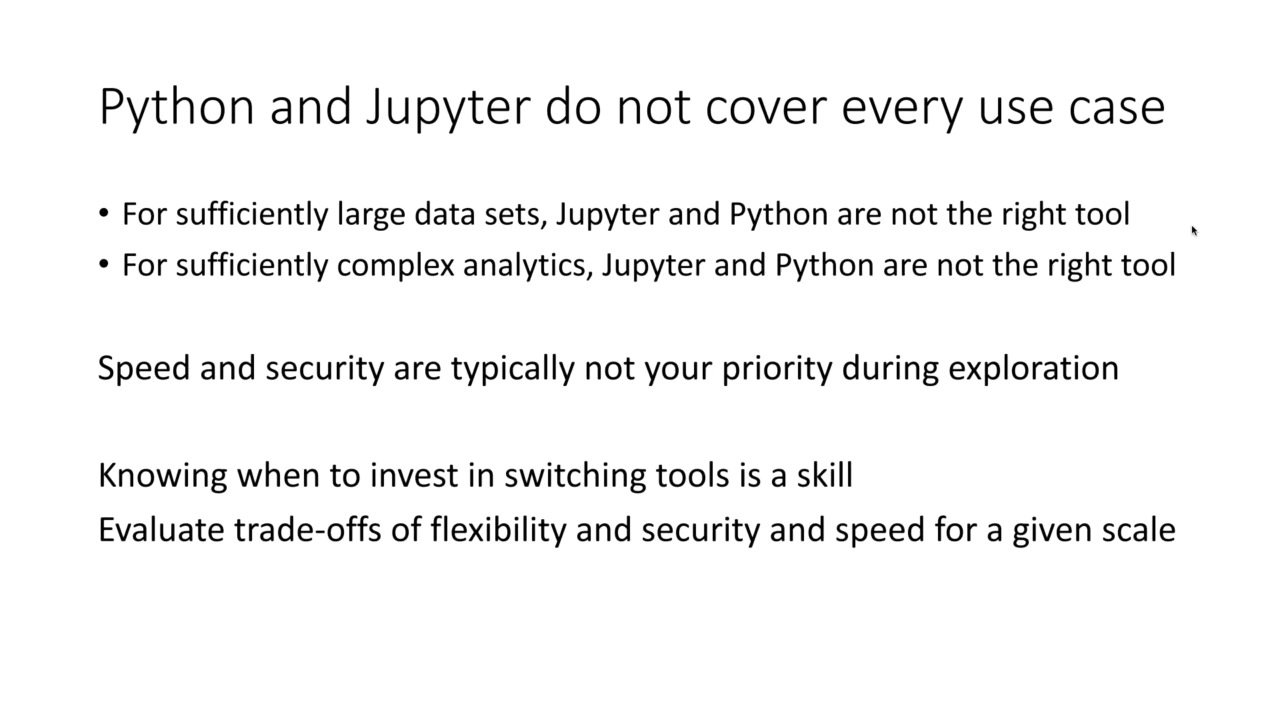 Python and Jupyter do not cover every use case
• For sufficiently large data sets, Jupyter and Python are not the right tool
• For sufficiently complex analytics, Jupyter and Python are not the right tool
Speed and security are typically not your priority during exploration
Knowing when to invest in switching tools is a skill
Evaluate trade-offs of flexibility and security and speed for a given scale